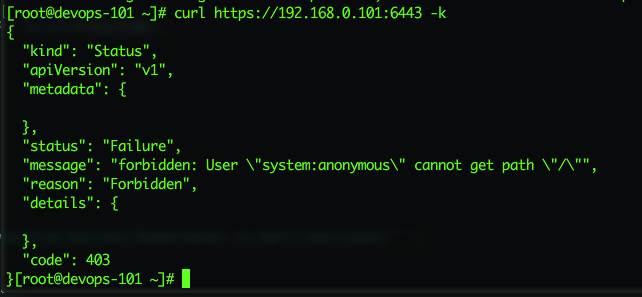 [root@devops-101 ~]# curl https://192.168.0.101:6443 -k
{
  "kind": "Status",
  "apiVersion": "v1",
  "metadata": {

  },
  "status": "Failure",
  "message": "forbidden: User \"system:anonymous\" cannot get path \"/\"",
  "reason": "Forbidden",
  "details": {

  },
  "code": 403
}[root@devops-101 ~]#